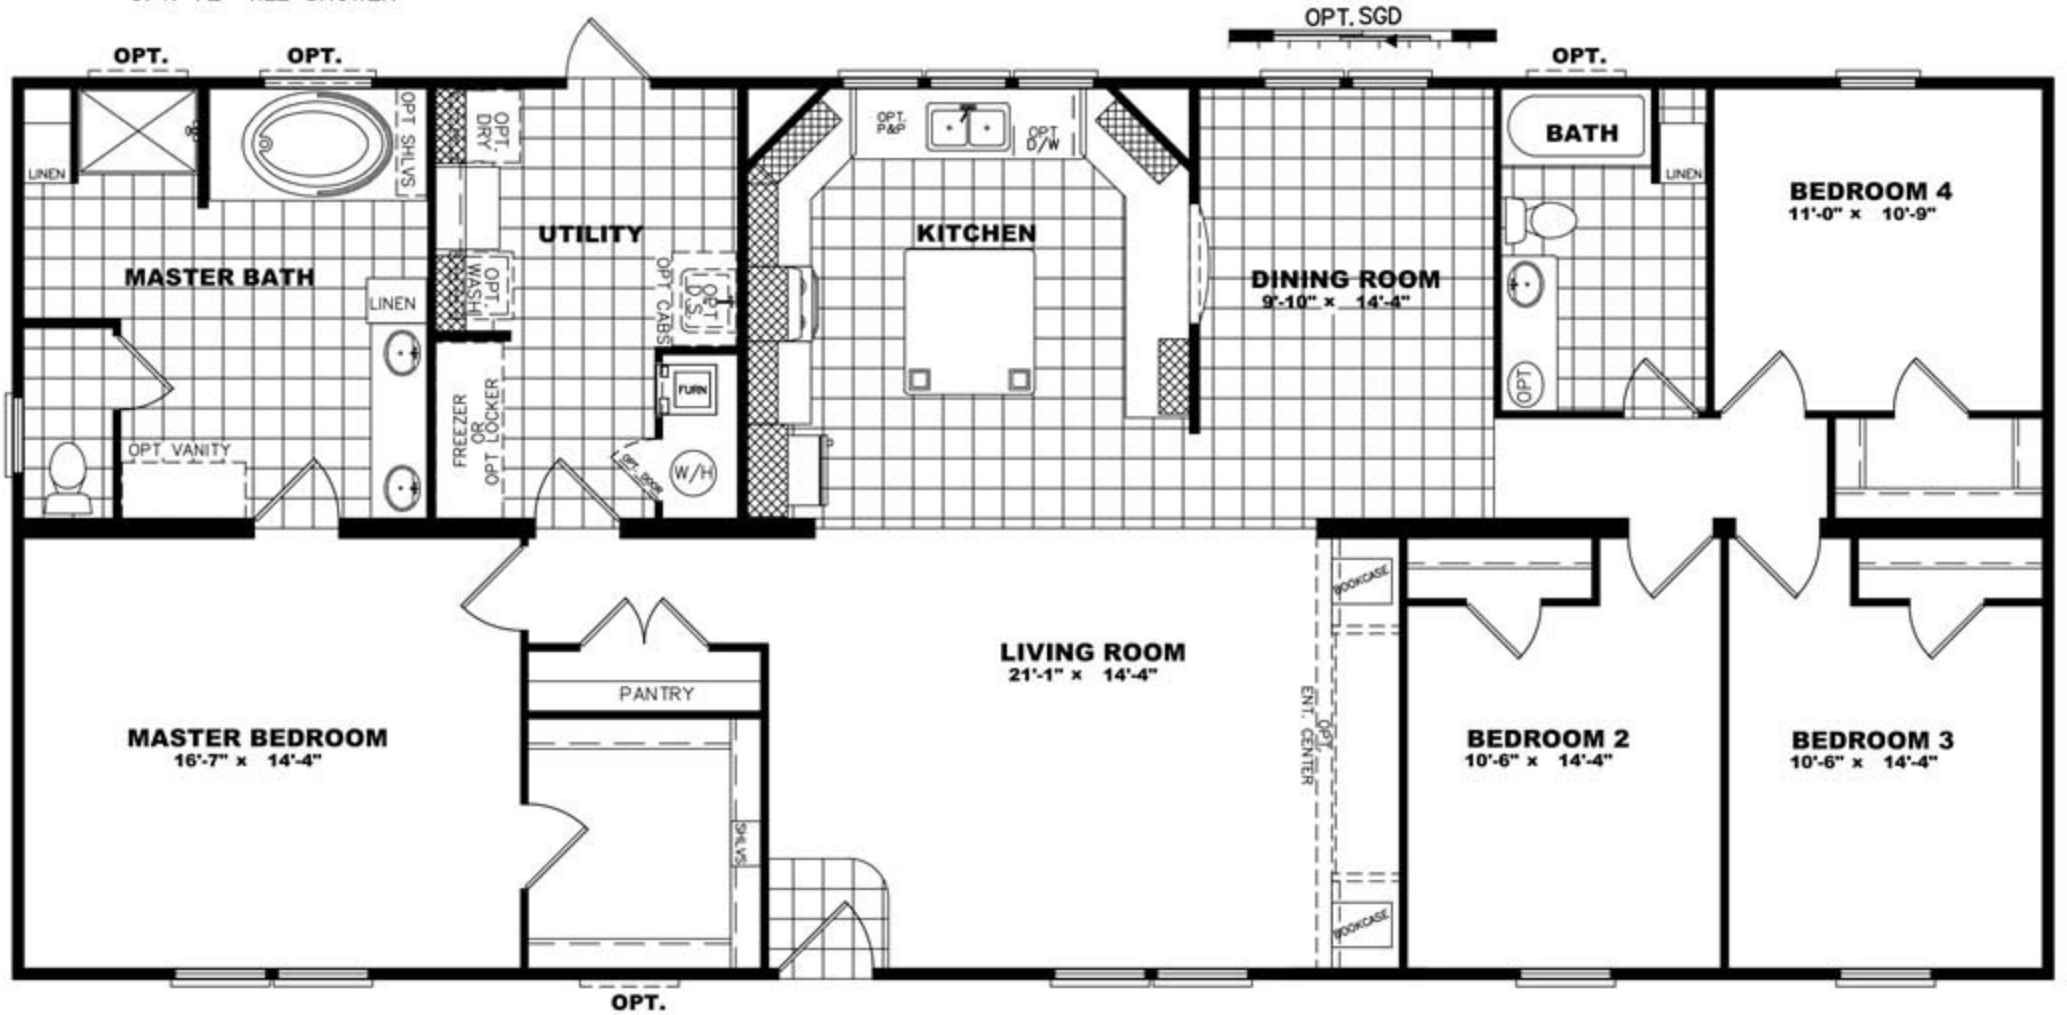 OPT. SGD
OPT.
OPT.
OPT.
OPT SHLVS
OPT.
DRY
OPT.
P&P
OPT
D/W
BATH
LINEN
LINEN
BEDROOM 4
11'-0" × 10'-9"
UTILITY
KITCHEN
MASTER BATH
LINEN
OPT.
WASH
OPT CABS
OPT
D.S.
DINING ROOM
9'-10" × 14'-4"
FURN
OPT
FREEZER
OR
OPT LOCKER
OPT VANITY
OPT. DOOR
W/H
BOOKCASE
LIVING ROOM
21'-1" × 14'-4"
PANTRY
OPT
ENT. CENTER
MASTER BEDROOM
16'-7" × 14'-4"
BEDROOM 2
10'-6" × 14'-4"
BEDROOM 3
10'-6" × 14'-4"
SHLVS
BOOKCASE
OPT.